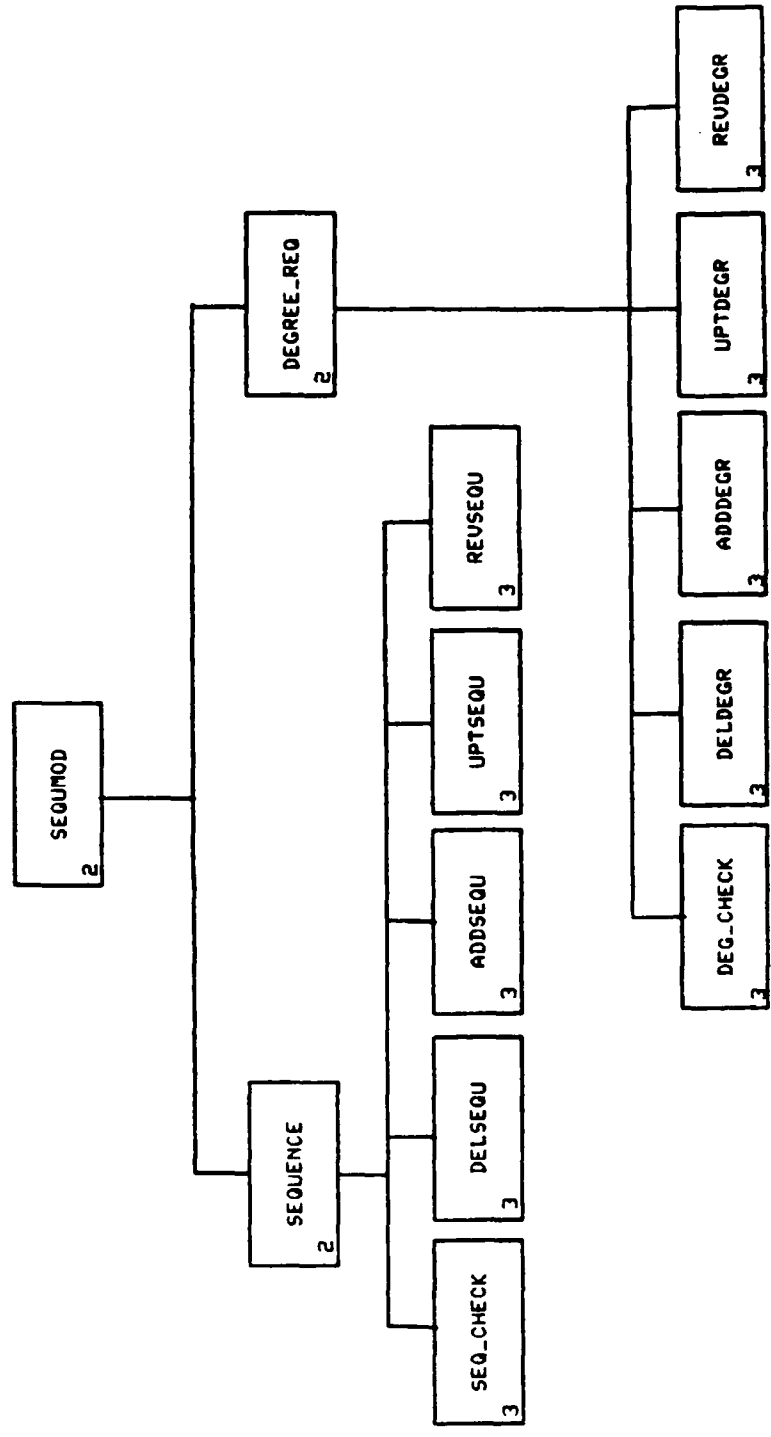 SEQUMOD
2
SEQUENCE
2
DEGREE_REQ
2
SEQ_CHECK
3
DELSEQU
3
ADDSEQU
3
UPTSEQU
3
REVSEQU
3
DEG_CHECK
3
DELDEGR
3
ADDDEGR
3
UPTDEGR
3
REVDEGR
3